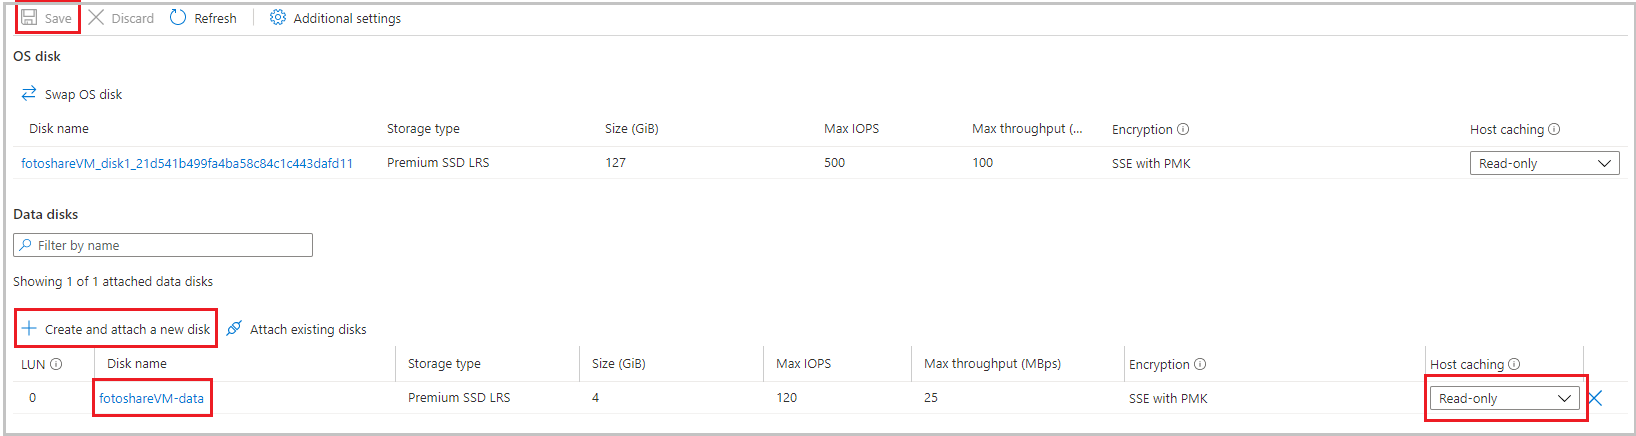 Save Discard Refresh Additional settings
OS disk
Swap OS disk
Disk name Storage type Size (GiB) Max IOPS Max throughput (... Encryption Host caching
fotoshareVM_disk1_21d541b499fa4ba58c84c1c443dafd11 Premium SSD LRS 127 500 100 SSE with PMK Read-only
Data disks
Filter by name
Showing 1 of 1 attached data disks
Create and attach a new disk Attach existing disks
LUN Disk name Storage type Size (GiB) Max IOPS Max throughput (MBps) Encryption Host caching
0 fotoshareVM-data Premium SSD LRS 4 120 25 SSE with PMK Read-only